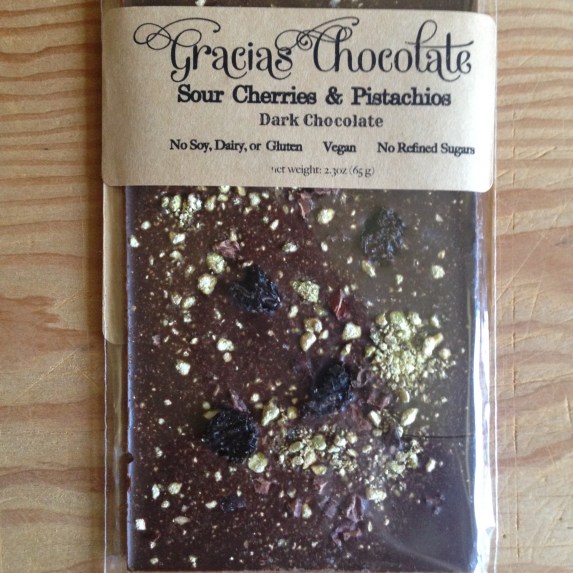 Gracias Chocolate
Sour Cherries & Pistachios
Dark Chocolate
No Soy, Dairy, or Gluten Vegan No Refined Sugars
net weight: 2.3oz (65 g)